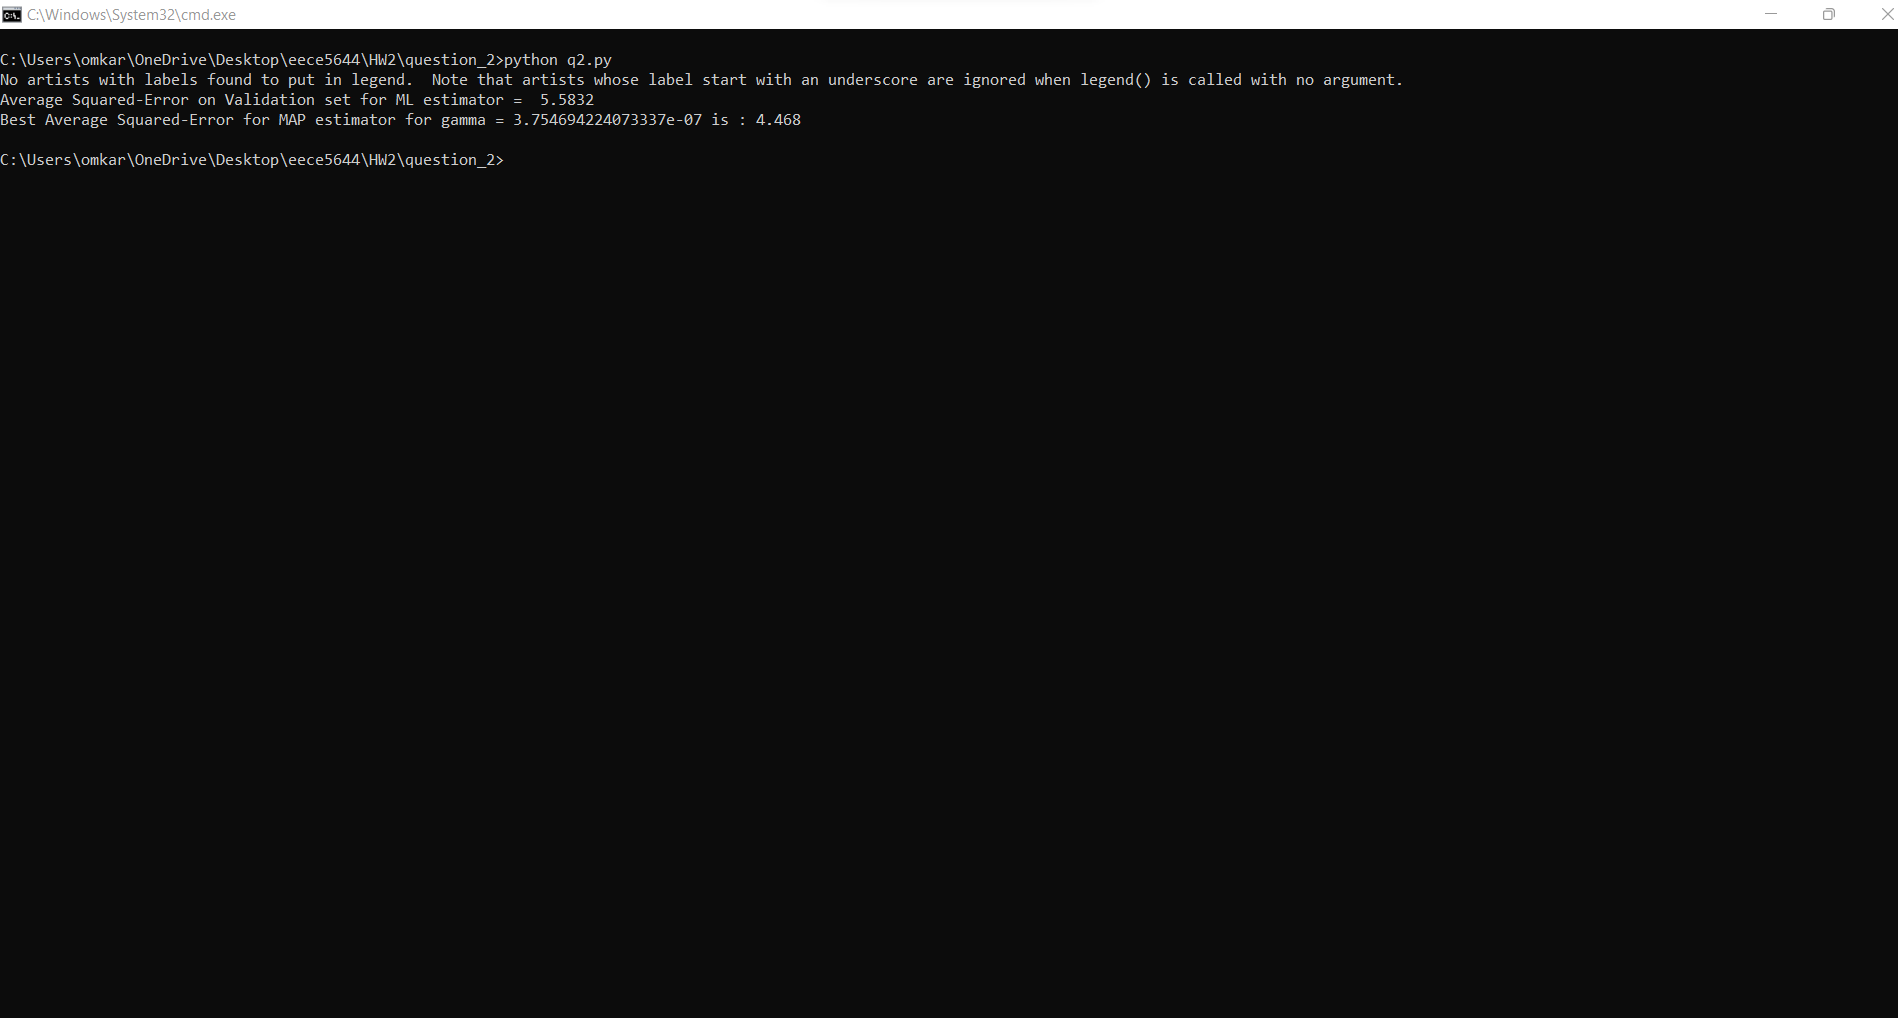 C:\Windows\System32\cmd.exe
C:\Users\omkar\OneDrive\Desktop\eece5644\HW2\question_2>python q2.py
No artists with labels found to put in legend.  Note that artists whose label start with an underscore are ignored when legend() is called with no argument.
Average Squared-Error on Validation set for ML estimator =  5.5832
Best Average Squared-Error for MAP estimator for gamma = 3.754694224073337e-07 is : 4.468
C:\Users\omkar\OneDrive\Desktop\eece5644\HW2\question_2>